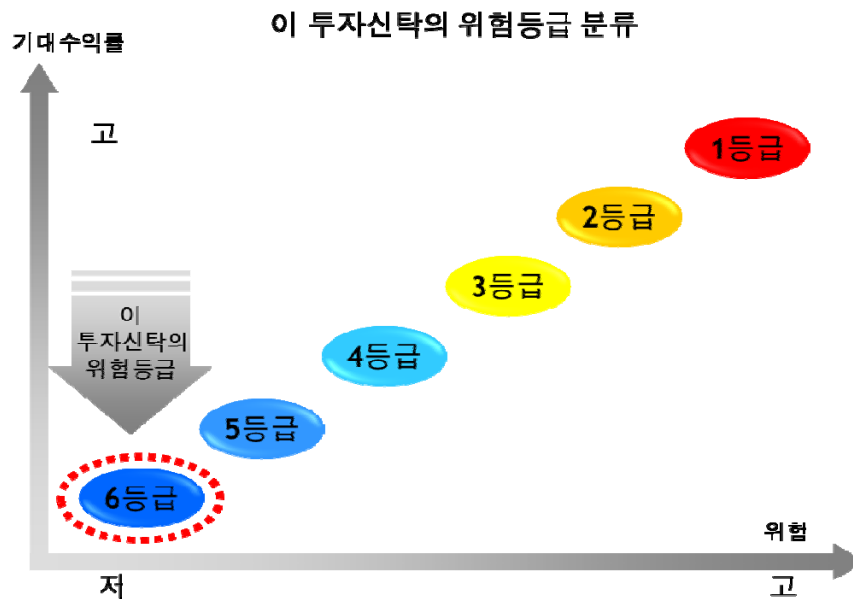 이 투자신탁의 위험등급 분류
기대수익률
고
1등급
2등급
3등급
이
투자신탁의
위험등급
4등급
5등급
6등급
위험
저
고